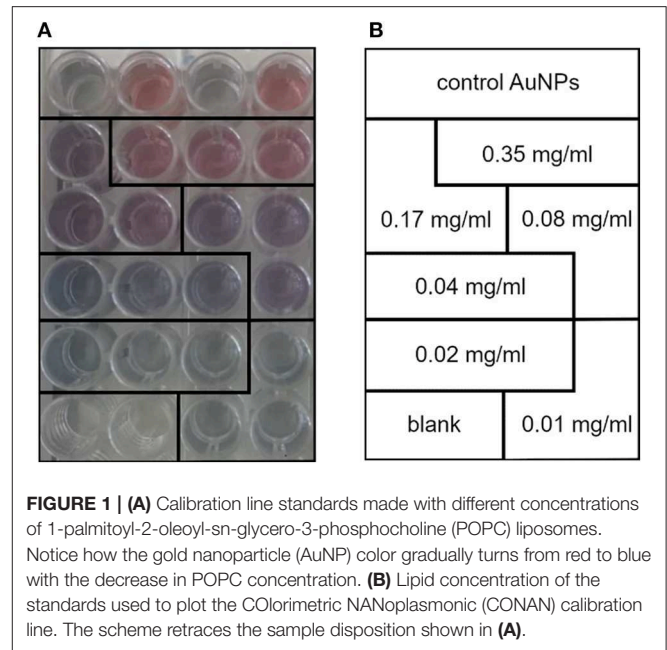 A
B
control AuNPs
0.35 mg/ml
0.17 mg/ml
0.08 mg/ml
0.04 mg/ml
0.02 mg/ml
blank
0.01 mg/ml
FIGURE 1 | (A) Calibration line standards made with different concentrations
of 1-palmitoyl-2-oleoyl-sn-glycero-3-phosphocholine (POPC) liposomes.
Notice how the gold nanoparticle (AuNP) color gradually turns from red to blue
with the decrease in POPC concentration. (B) Lipid concentration of the
standards used to plot the COlorimetric NANoplasmonic (CONAN) calibration
line. The scheme retraces the sample disposition shown in (A).